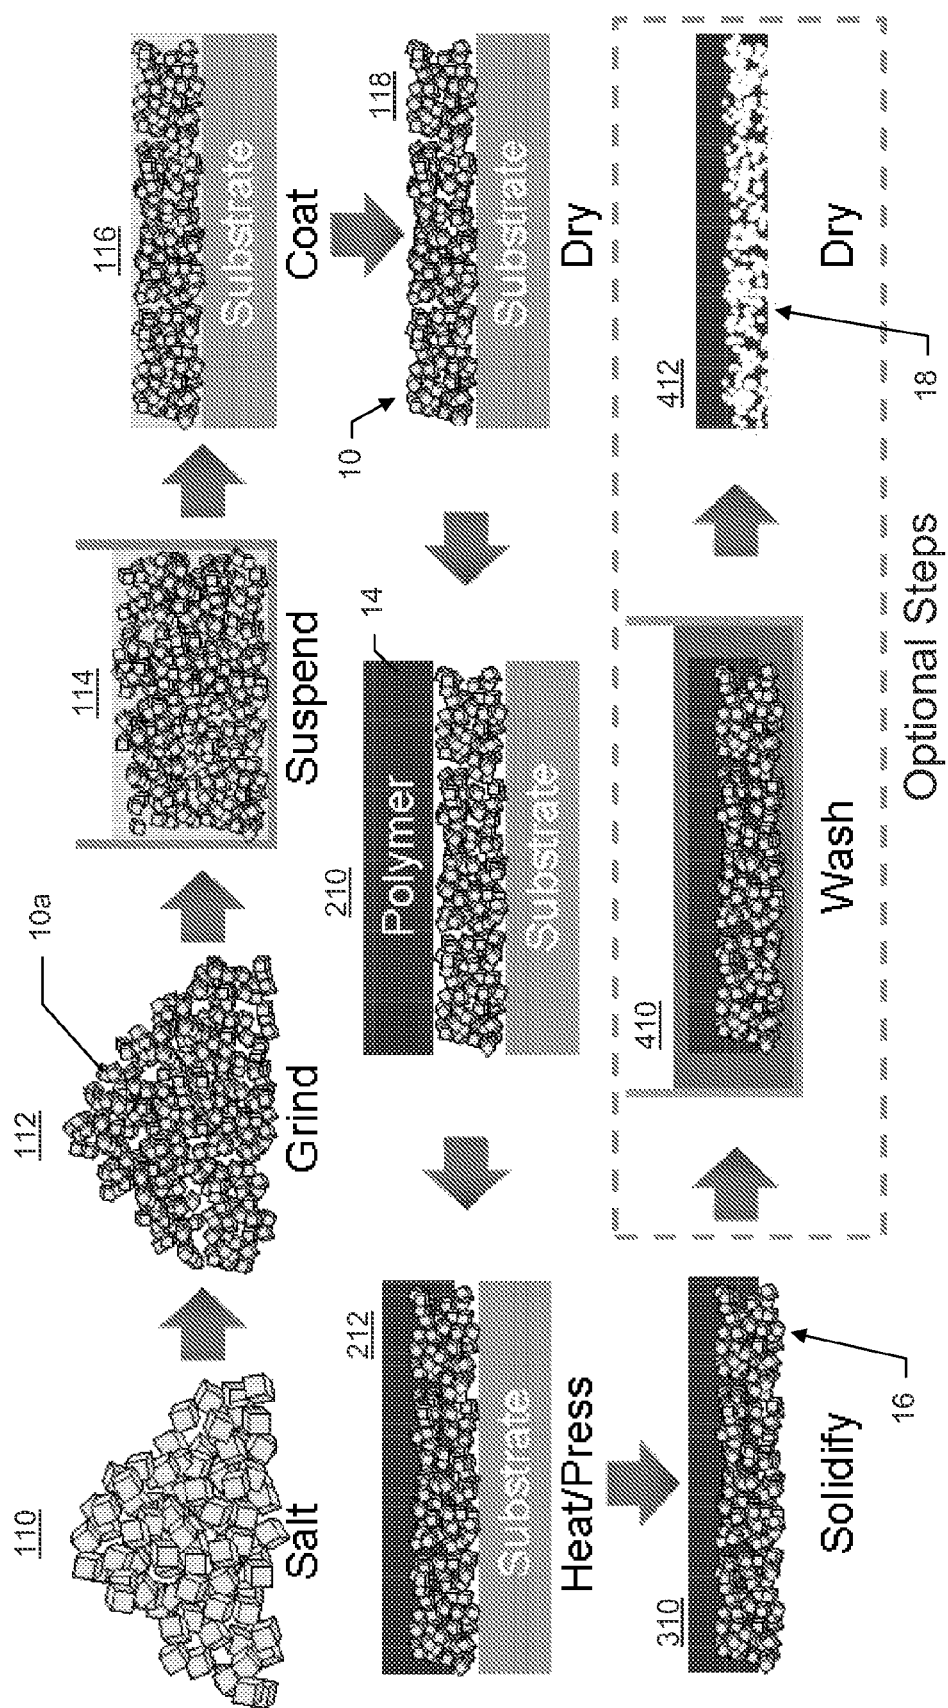 110
Salt
112
10a
Grind
114
Suspend
116
Substrate
Coat
10
118
Substrate
Dry
210
14
Polymer
Substrate
212
Substrate
Heat/Press
310
16
Solidify
410
Wash
412
18
Dry
Optional Steps